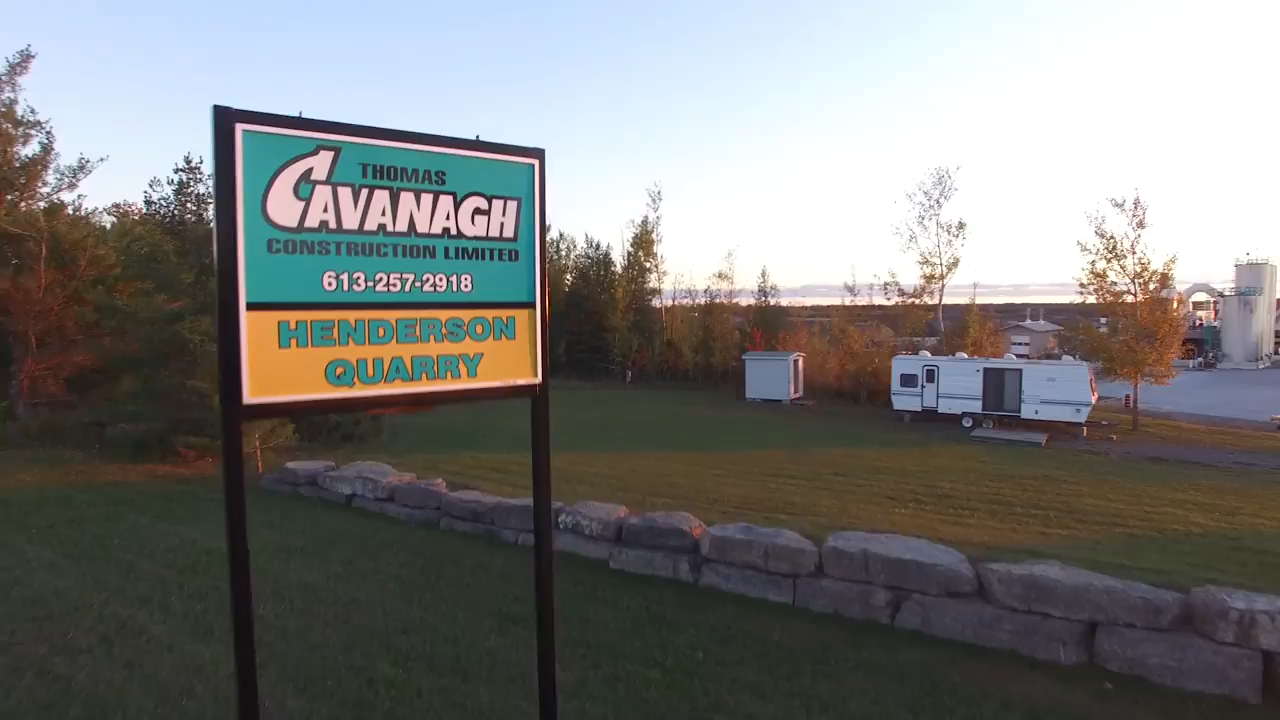 THOMAS
CAVANAGH
CONSTRUCTION LIMITED
613-257-2918
HENDERSON
QUARRY